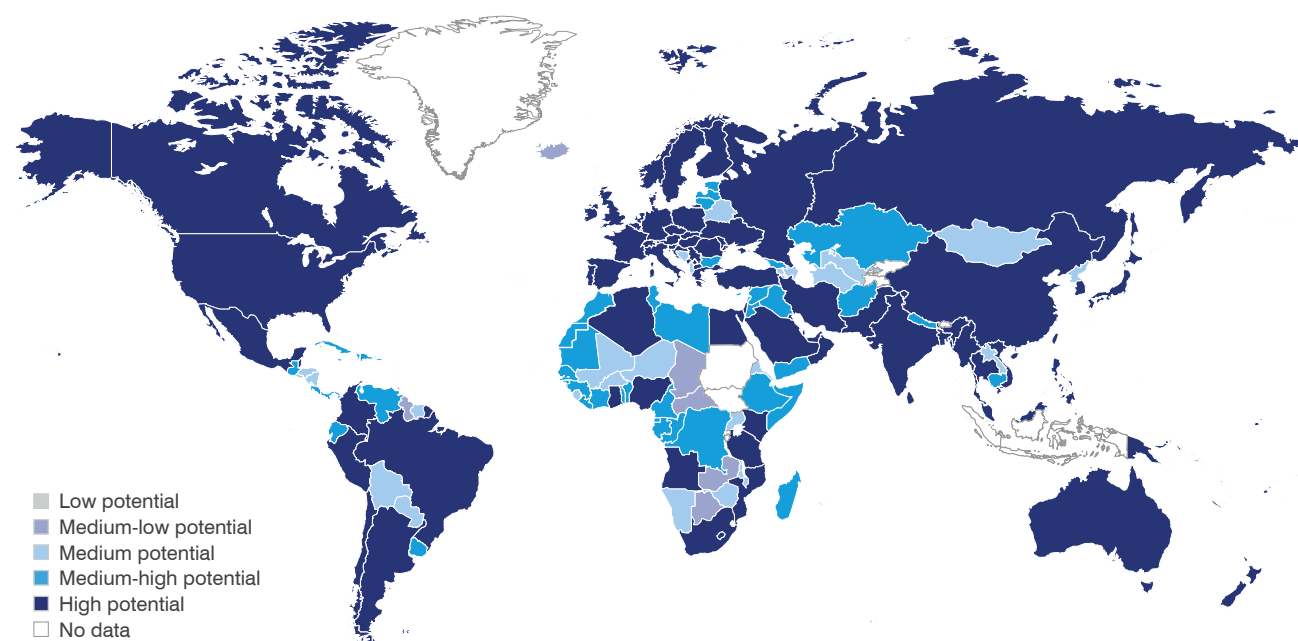 Low potential
Medium-low potential
Medium potential
Medium-high potential
High potential
No data